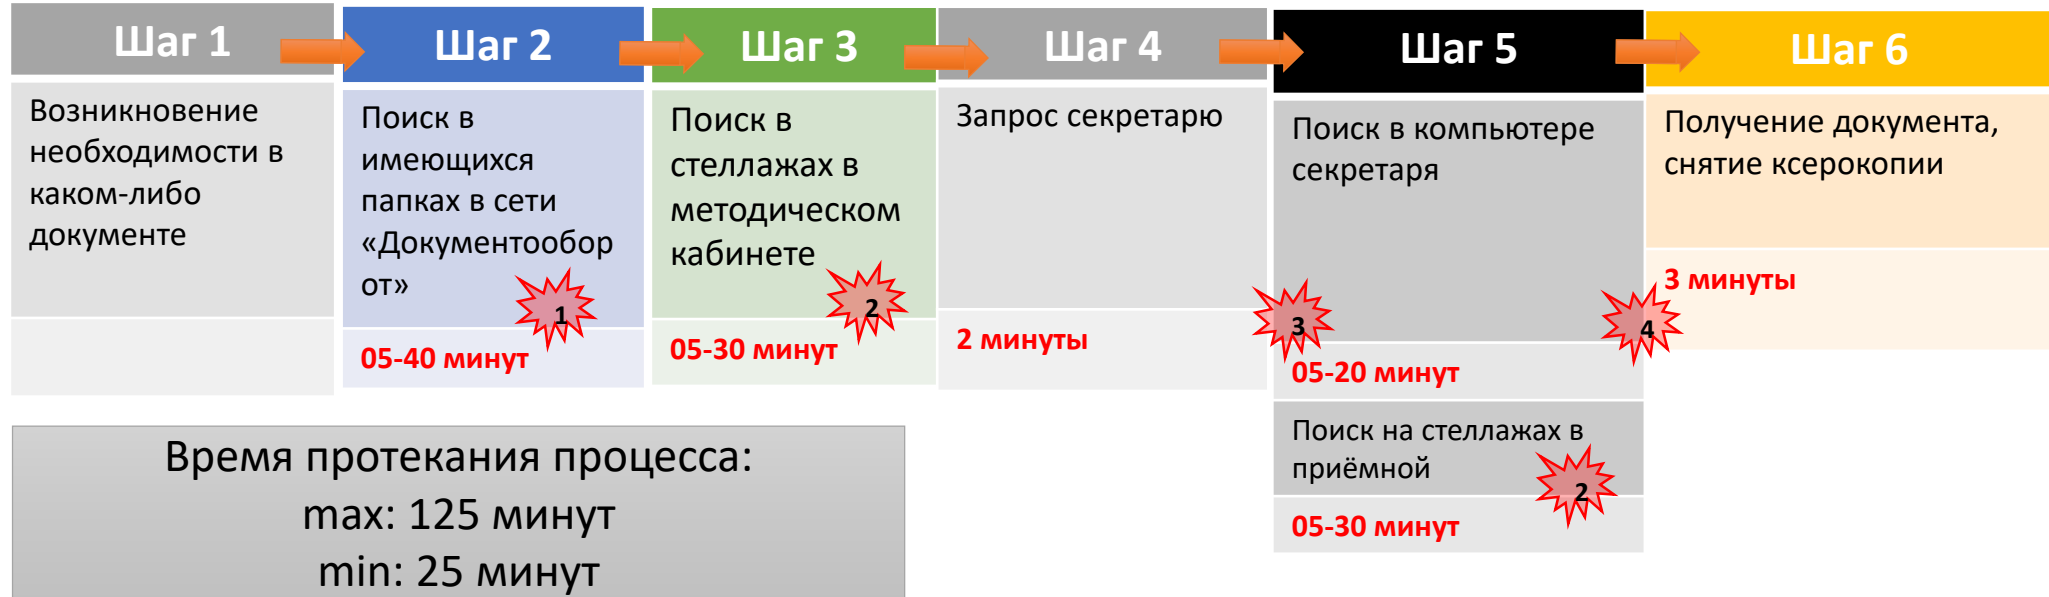 Шаг 1
Возникновение
необходимости в
каком-либо
документе
Шаг 2
Поиск в
имеющихся
папках в сети
«Документообор
от»
1
05-40 минут
Шаг 3
Поиск в
стеллажах в
методическом
кабинете
2
05-30 минут
Шаг 4
Запрос секретарю
2 минуты
Шаг 5
Поиск в компьютере
секретаря
3
4
05-20 минут
Поиск на стеллажах в
приёмной
2
05-30 минут
Шаг 6
Получение документа,
снятие ксерокопии
3 минуты
Время протекания процесса:
max: 125 минут
min: 25 минут